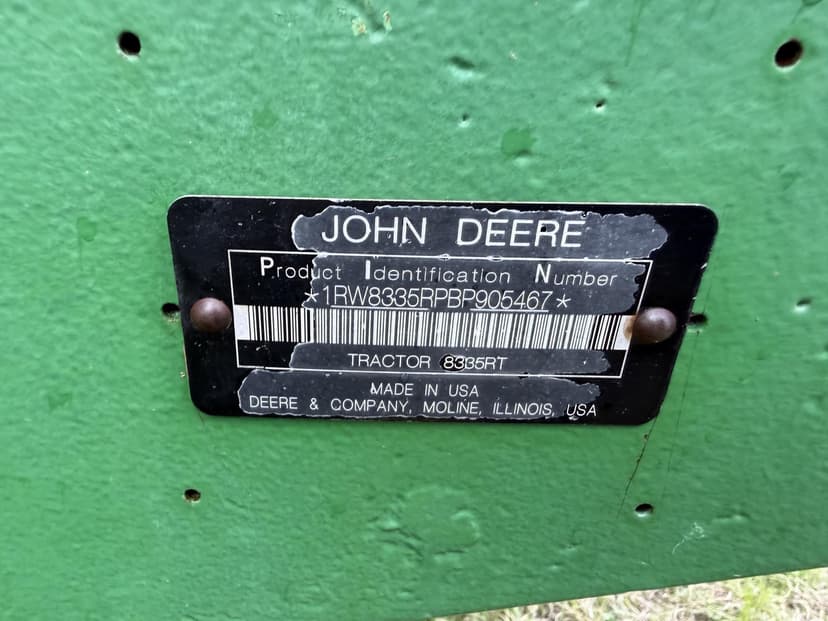 JOHN DEERE
Product Identification Number
*1RW8335RPBP905467*
TRACTOR 8335RT
MADE IN USA
DEERE & COMPANY, MOLINE, ILLINOIS, USA